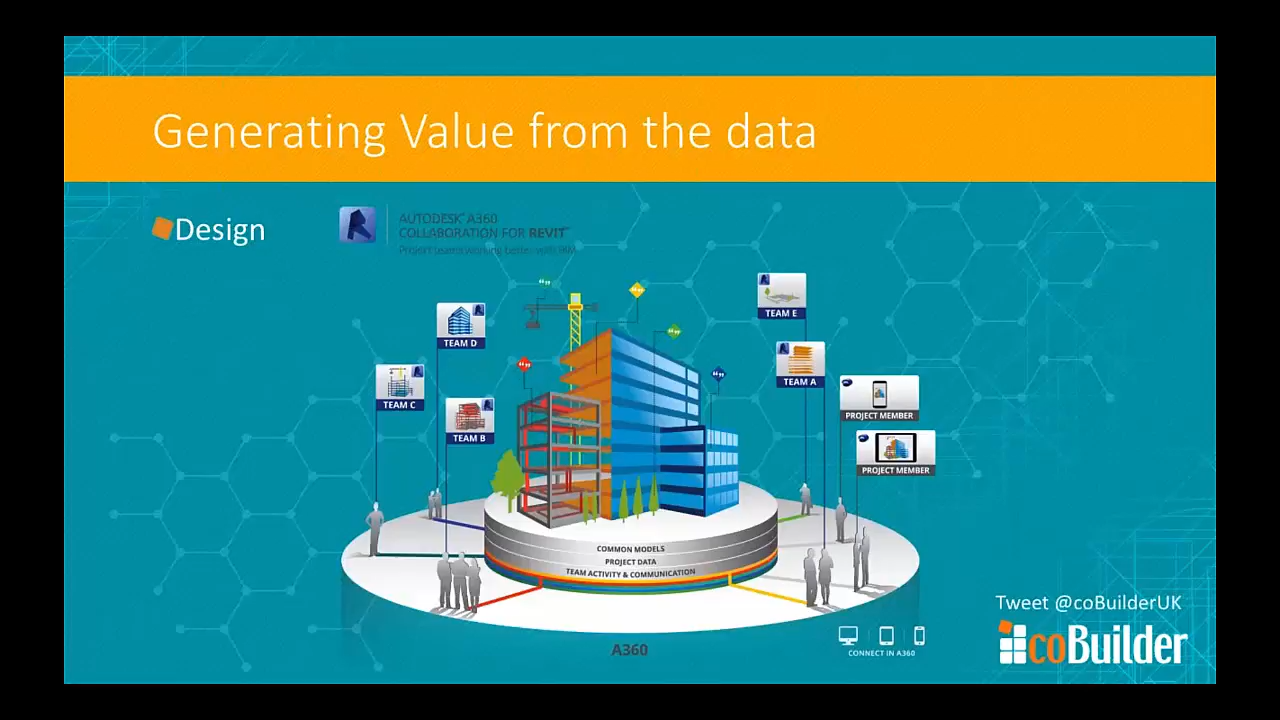 Generating Value from the data
Design
AUTODESK® A360
COLLABORATION FOR REVIT™
Project teams working better with BIM
TEAM E
TEAM D
TEAM A
TEAM C
PROJECT MEMBER
TEAM B
PROJECT MEMBER
COMMON MODELS
PROJECT DATA
TEAM ACTIVITY & COMMUNICATION
Tweet @coBuilderUK
coBuilder
A360
CONNECT IN A360